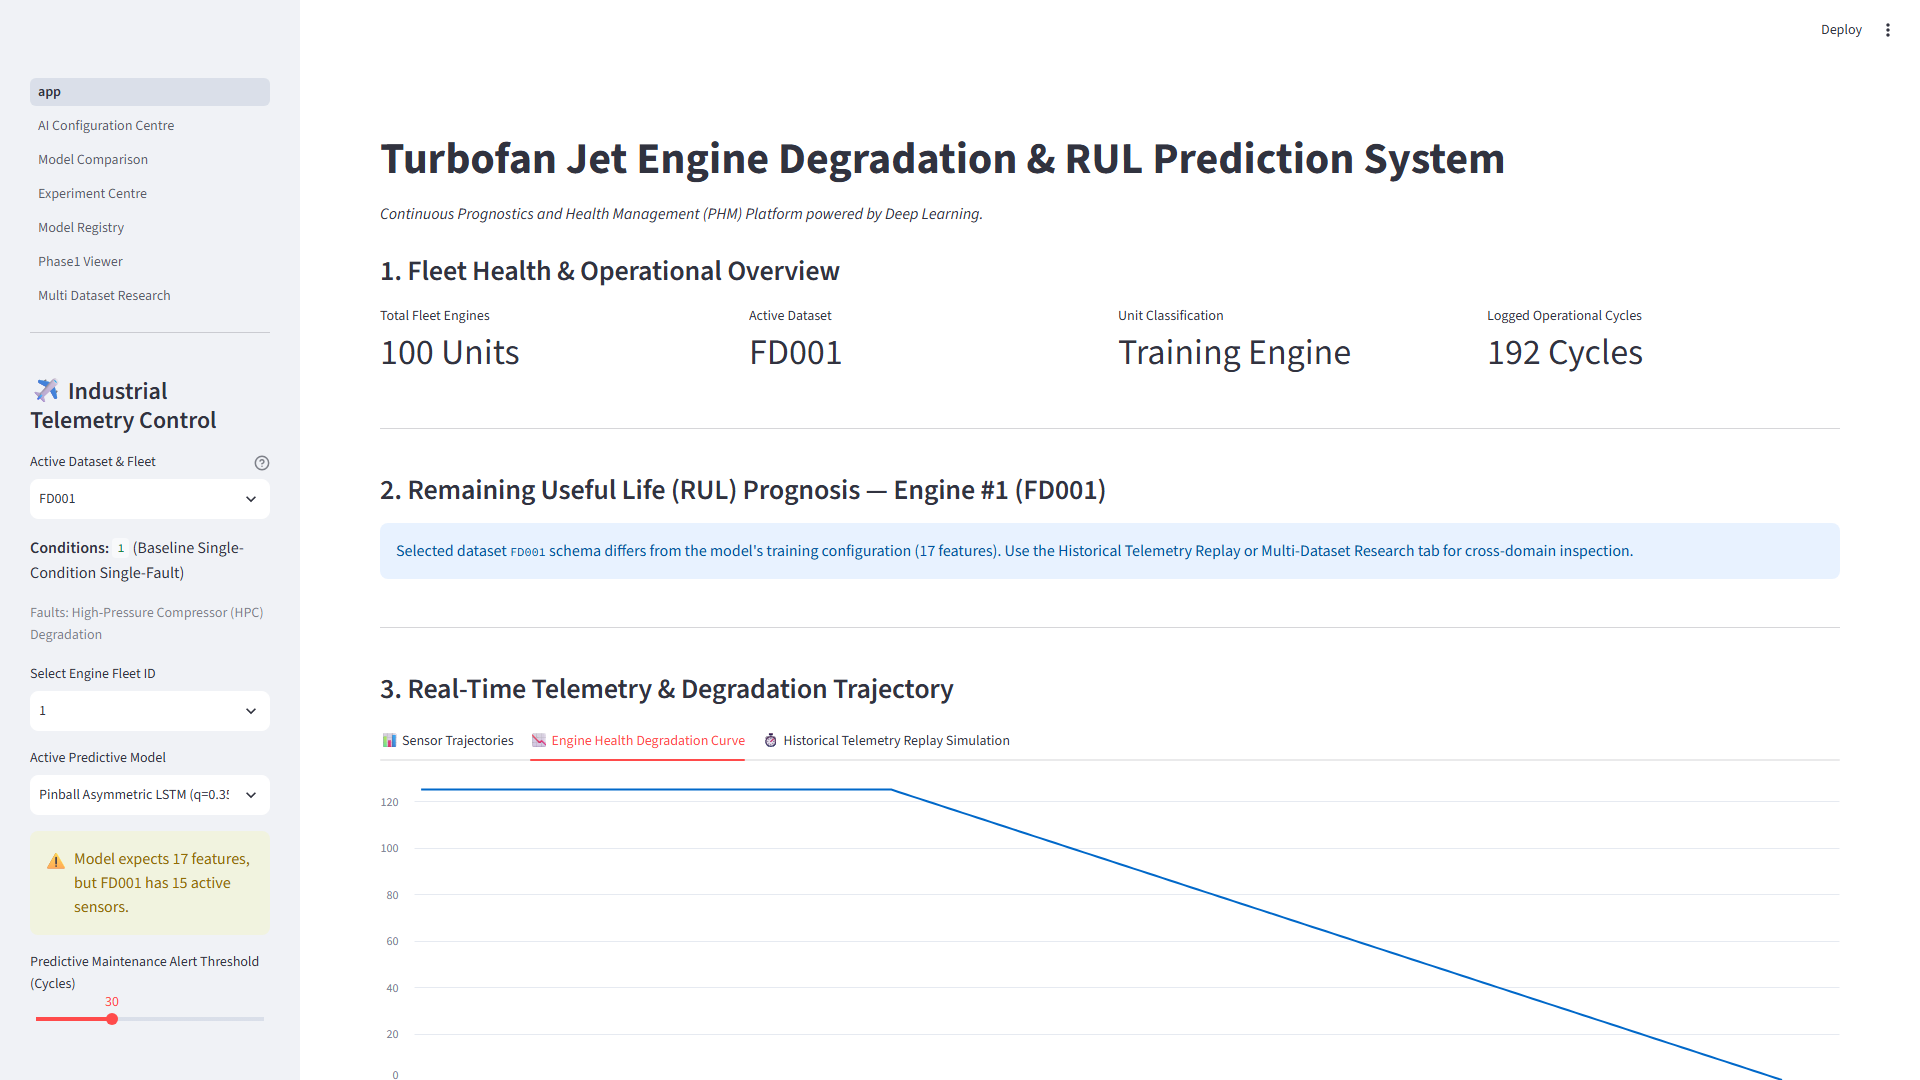 Deploy
app
AI Configuration Centre
Model Comparison
Experiment Centre
Model Registry
Phase1 Viewer
Multi Dataset Research
Industrial
Telemetry Control
Active Dataset & Fleet
FD001
Conditions: 1 (Baseline Single-
Condition Single-Fault)
Faults: High-Pressure Compressor (HPC)
Degradation
Select Engine Fleet ID
1
Active Predictive Model
Pinball Asymmetric LSTM (q=0.35
Model expects 17 features,
but FD001 has 15 active
sensors.
Predictive Maintenance Alert Threshold
(Cycles)
30
Turbofan Jet Engine Degradation & RUL Prediction System
Continuous Prognostics and Health Management (PHM) Platform powered by Deep Learning.
1. Fleet Health & Operational Overview
Total Fleet Engines
100 Units
Active Dataset
FD001
Unit Classification
Training Engine
Logged Operational Cycles
192 Cycles
2. Remaining Useful Life (RUL) Prognosis — Engine #1 (FD001)
Selected dataset FD001 schema differs from the model's training configuration (17 features). Use the Historical Telemetry Replay or Multi-Dataset Research tab for cross-domain inspection.
3. Real-Time Telemetry & Degradation Trajectory
Sensor Trajectories
Engine Health Degradation Curve
Historical Telemetry Replay Simulation
120
100
80
60
40
20
0